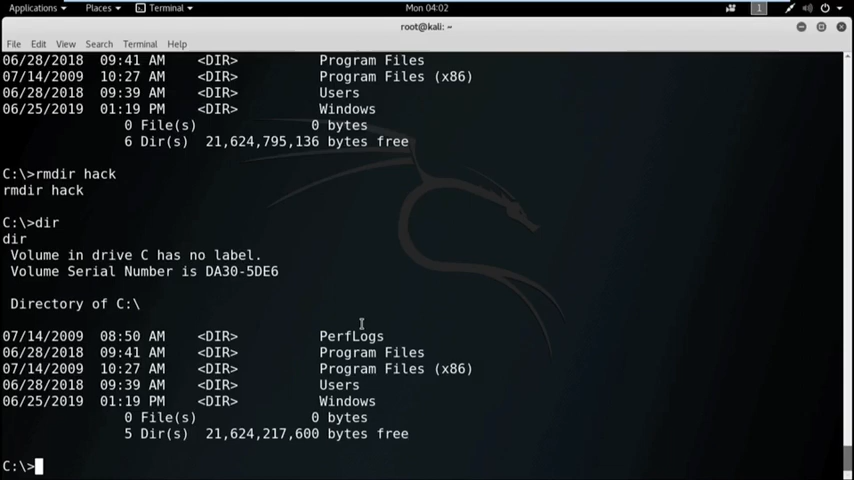 Applications Places Terminal Mon 04:02 1
root@kali: ~
File Edit View Search Terminal Help
06/28/2018 09:41 AM <DIR> Program Files
07/14/2009 10:27 AM <DIR> Program Files (x86)
06/28/2018 09:39 AM <DIR> Users
06/25/2019 01:19 PM <DIR> Windows
0 File(s) 0 bytes
6 Dir(s) 21,624,795,136 bytes free
C:\>rmdir hack
rmdir hack
C:\>dir
dir
Volume in drive C has no label.
Volume Serial Number is DA30-5DE6
Directory of C:\
07/14/2009 08:50 AM <DIR> PerfLogs
06/28/2018 09:41 AM <DIR> Program Files
07/14/2009 10:27 AM <DIR> Program Files (x86)
06/28/2018 09:39 AM <DIR> Users
06/25/2019 01:19 PM <DIR> Windows
0 File(s) 0 bytes
5 Dir(s) 21,624,217,600 bytes free
C:\>